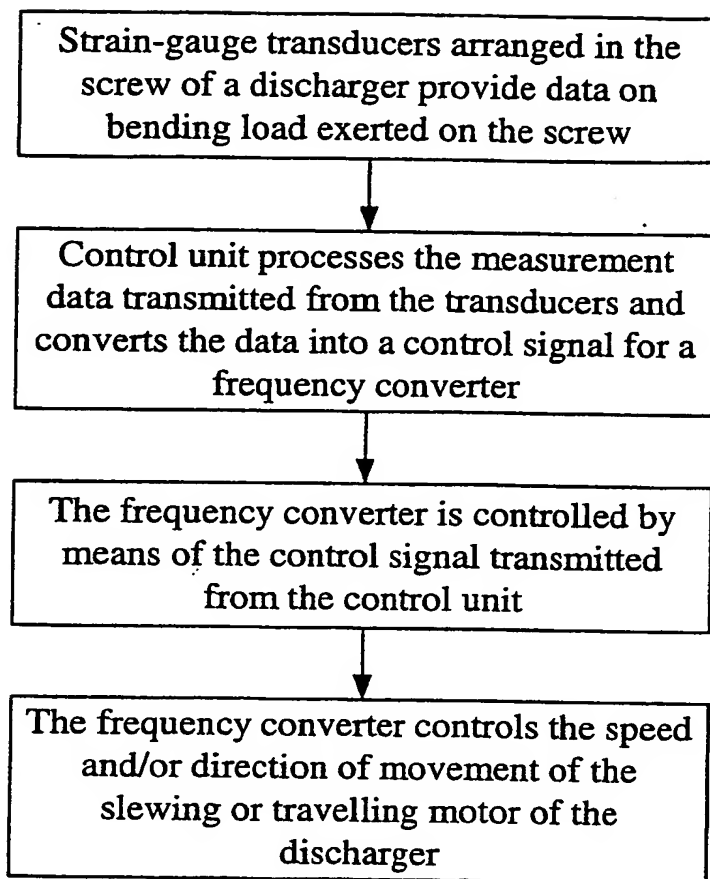 Strain-gauge transducers arranged in the
screw of a discharger provide data on
bending load exerted on the screw
Control unit processes the measurement
data transmitted from the transducers and
converts the data into a control signal for a
frequency converter
The frequency converter is controlled by
means of the control signal transmitted
from the control unit
The frequency converter controls the speed
and/or direction of movement of the
slewing or travelling motor of the
discharger